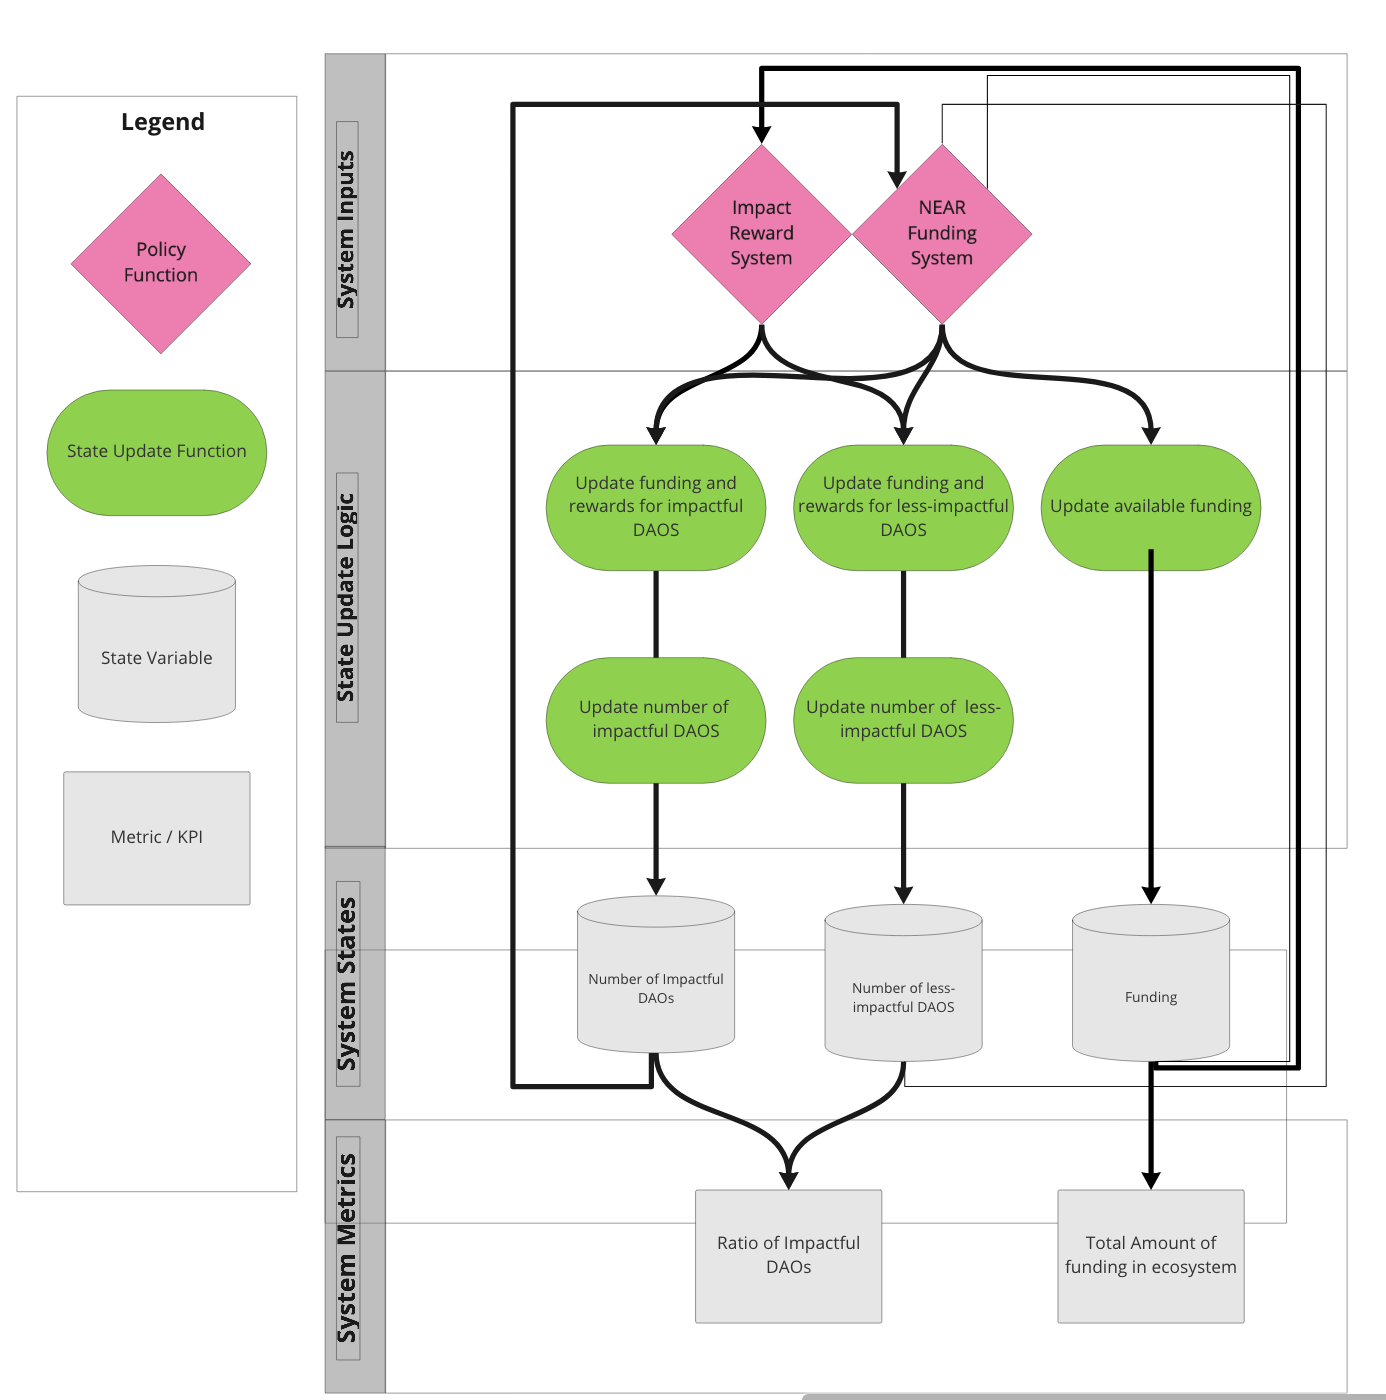 Legend
Policy
Function
State Update Function
State Variable
Metric / KPI
System Inputs
Impact
Reward
System
NEAR
Funding
System
State Update Logic
Update funding and
rewards for impactful
DAOS
Update funding and
rewards for less-impactful
DAOS
Update available funding
Update number of
impactful DAOS
Update number of  less-
impactful DAOS
System States
Number of Impactful
DAOs
Number of less-
impactful DAOS
Funding
System Metrics
Ratio of Impactful
DAOs
Total Amount of
funding in ecosystem